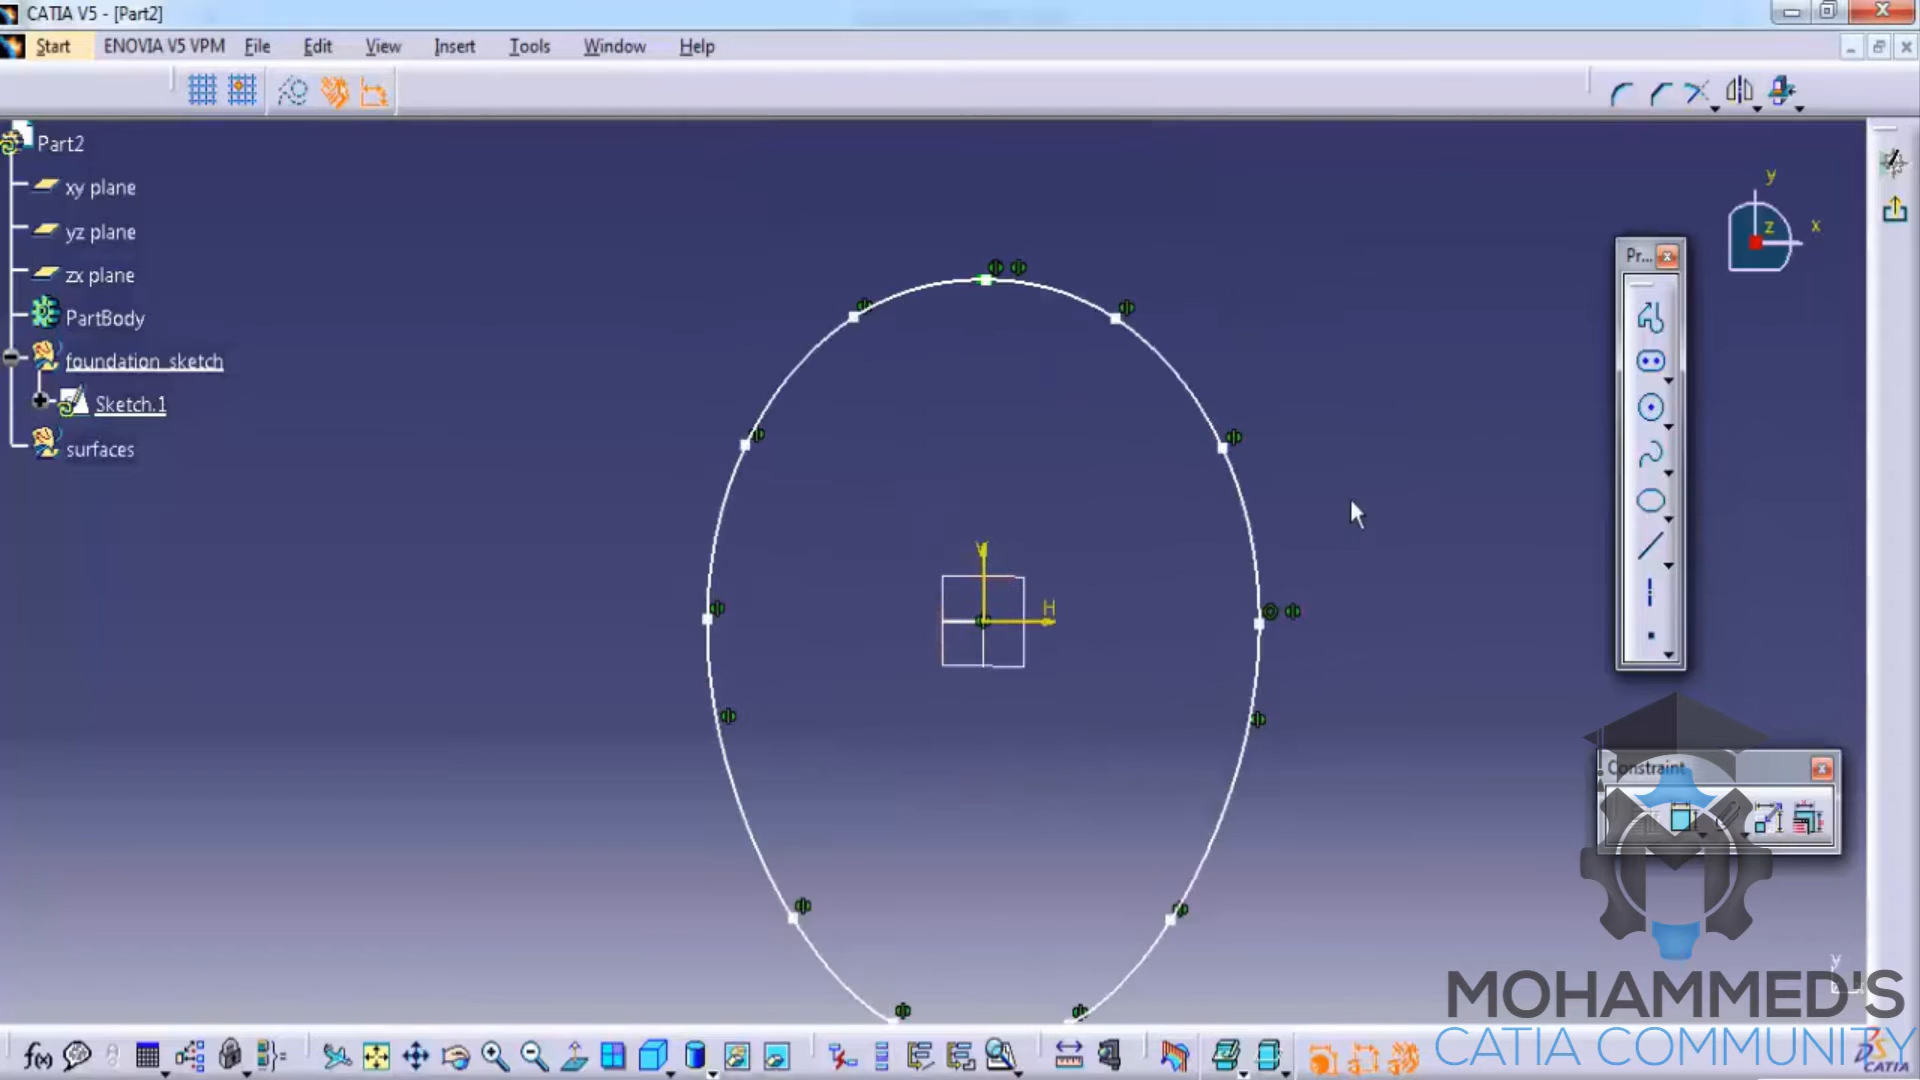 CATIA V5 - [Part2]
Start ENOVIA V5 VPM File Edit View Insert Tools Window Help
Part2
xy plane
yz plane
zx plane
PartBody
foundation_sketch
Sketch.1
surfaces
y
z x
Pr...
V
H
Constraint
y
MOHAMMED'S
CATIA COMMUNITY
f(x)
CATIA